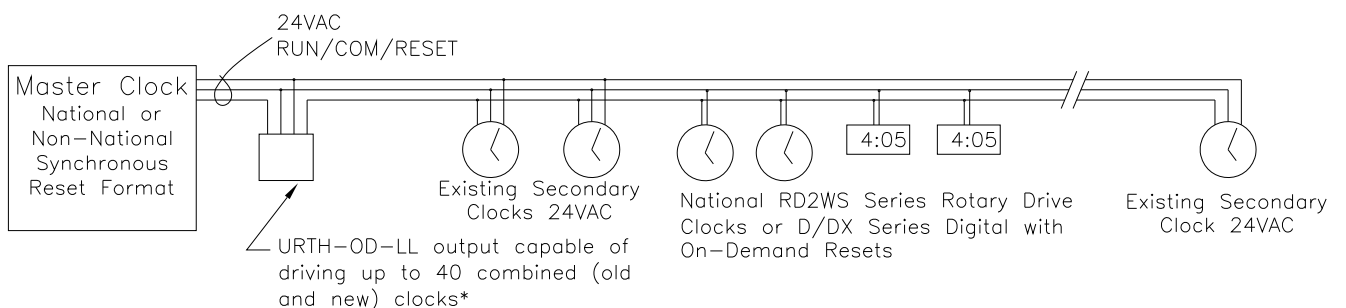 24VAC
RUN/COM/RESET
Master Clock
National or
Non-National
Synchronous
Reset Format
4:05
4:05
Existing Secondary
Clocks 24VAC
National RD2WS Series Rotary Drive
Clocks or D/DX Series Digital with
On-Demand Resets
Existing Secondary
Clock 24VAC
URTH-OD-LL output capable of
driving up to 40 combined (old
and new) clocks*